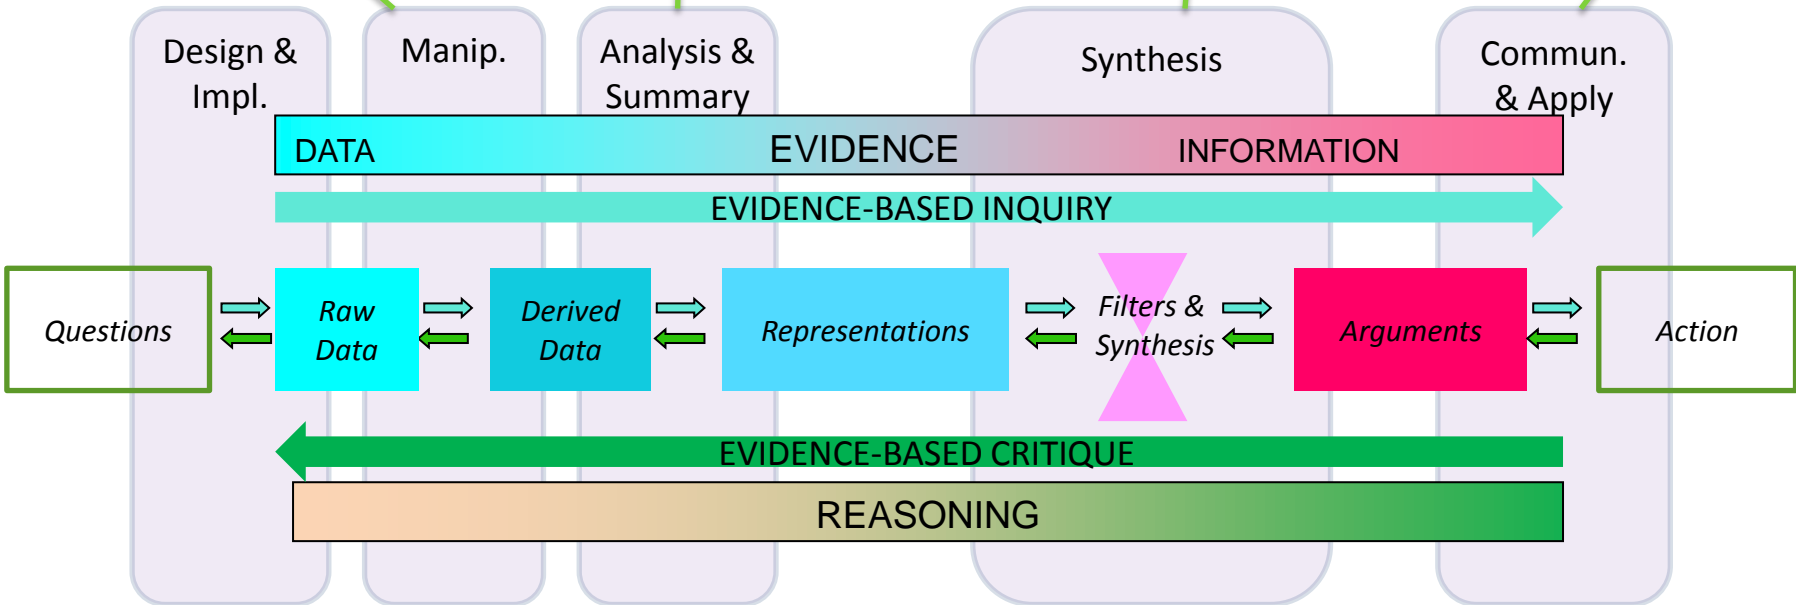 Design &
Impl.
Manip.
Analysis &
Summary
Synthesis
Commun.
& Apply
DATA
EVIDENCE
INFORMATION
EVIDENCE-BASED INQUIRY
Questions
Raw
Data
Derived
Data
Representations
Filters &
Synthesis
Arguments
Action
EVIDENCE-BASED CRITIQUE
REASONING